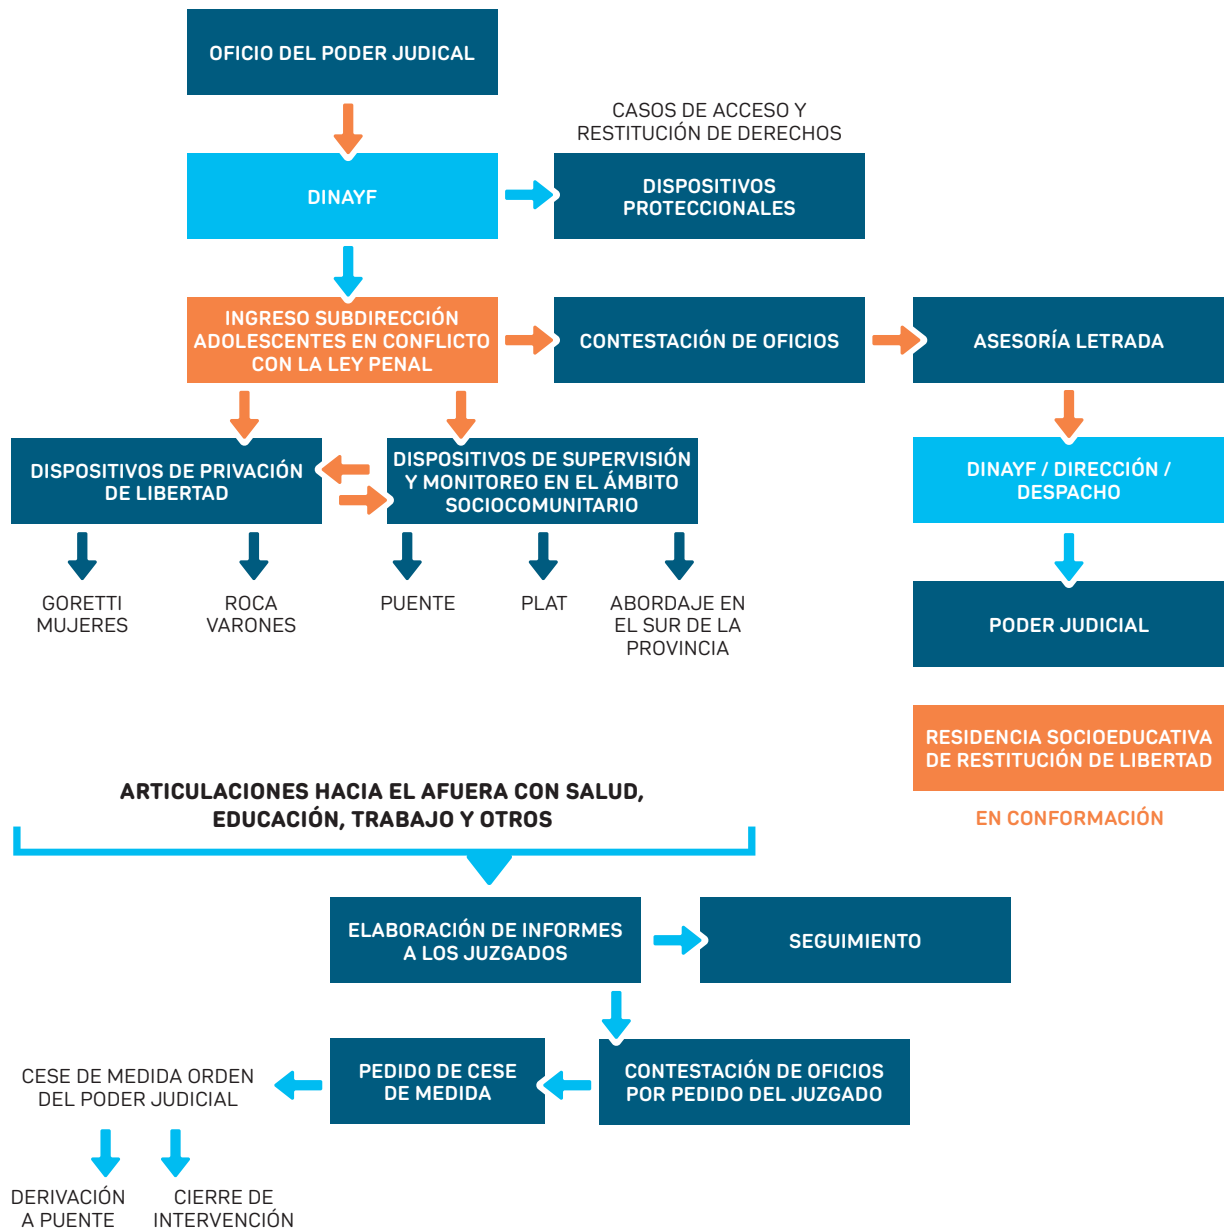 OFICIO DEL PODER JUDICAL
CASOS DE ACCESO Y
RESTITUCIÓN DE DERECHOS
DINAYF
DISPOSITIVOS
PROTECCIONALES
INGRESO SUBDIRECCIÓN
ADOLESCENTES EN CONFLICTO
CON LA LEY PENAL
CONTESTACIÓN DE OFICIOS
ASESORÍA LETRADA
DISPOSITIVOS DE PRIVACIÓN
DE LIBERTAD
DISPOSITIVOS DE SUPERVISIÓN
Y MONITOREO EN EL ÁMBITO
SOCIOCOMUNITARIO
DINAYF / DIRECCIÓN /
DESPACHO
GORETTI
MUJERES
ROCA
VARONES
PUENTE
PLAT
ABORDAJE EN
EL SUR DE LA
PROVINCIA
PODER JUDICIAL
RESIDENCIA SOCIOEDUCATIVA
DE RESTITUCIÓN DE LIBERTAD
EN CONFORMACIÓN
ARTICULACIONES HACIA EL AFUERA CON SALUD,
EDUCACIÓN, TRABAJO Y OTROS
ELABORACIÓN DE INFORMES
A LOS JUZGADOS
SEGUIMIENTO
CONTESTACIÓN DE OFICIOS
POR PEDIDO DEL JUZGADO
PEDIDO DE CESE
DE MEDIDA
CESE DE MEDIDA ORDEN
DEL PODER JUDICIAL
DERIVACIÓN
A PUENTE
CIERRE DE
INTERVENCIÓN